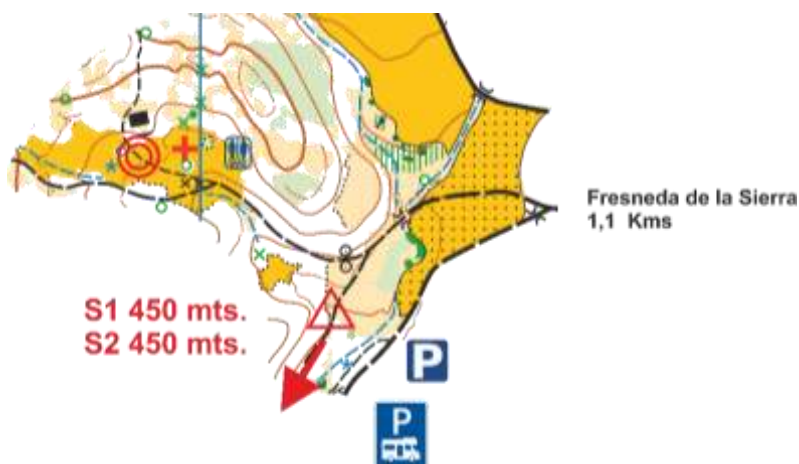 Fresneda de la Sierra
1,1 Kms
S1 450 mts.
S2 450 mts.
P
P